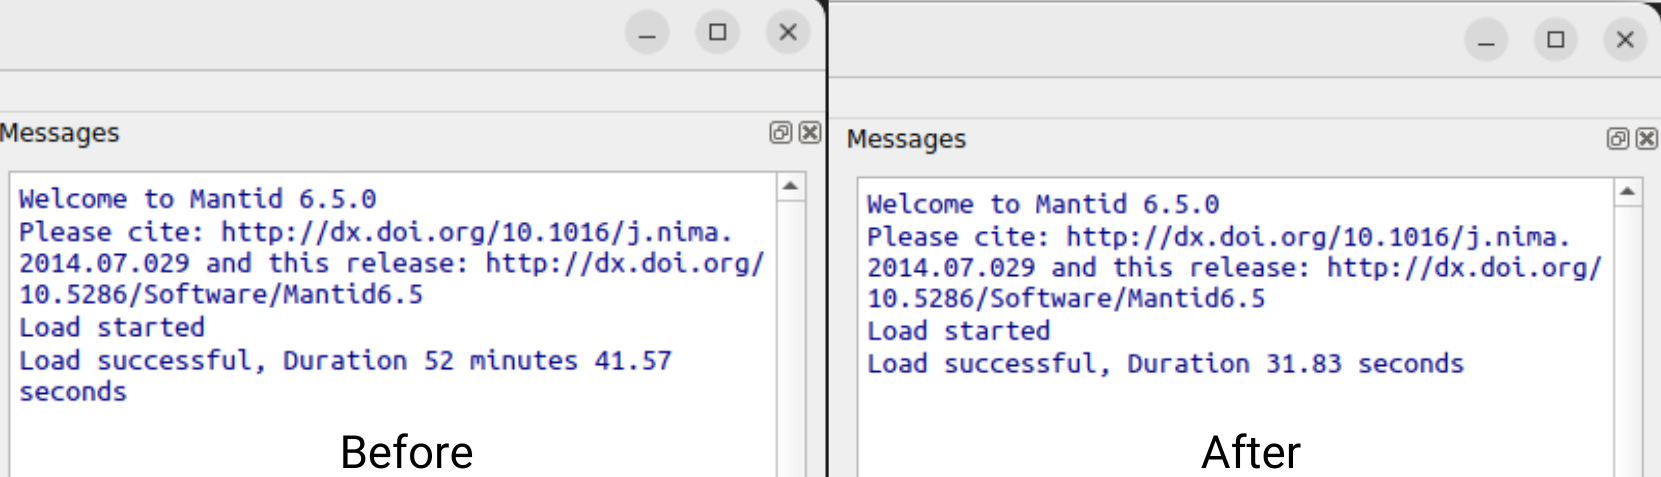 Messages
Welcome to Mantid 6.5.0
Please cite: http://dx.doi.org/10.1016/j.nima.
2014.07.029 and this release: http://dx.doi.org/
10.5286/Software/Mantid6.5
Load started
Load successful, Duration 52 minutes 41.57
seconds
Before
Messages
Welcome to Mantid 6.5.0
Please cite: http://dx.doi.org/10.1016/j.nima.
2014.07.029 and this release: http://dx.doi.org/
10.5286/Software/Mantid6.5
Load started
Load successful, Duration 31.83 seconds
After